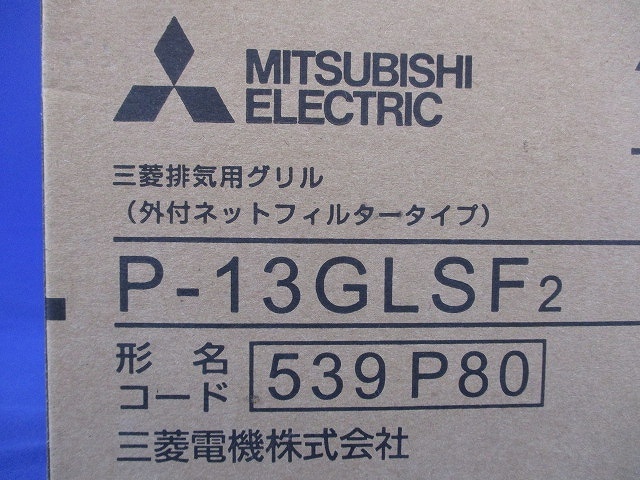 MITSUBISHI
ELECTRIC
三菱排気用グリル
(外付ネットフィルタータイプ)
P-13GLSF2
形名
コード 539 P80
三菱電機株式会社